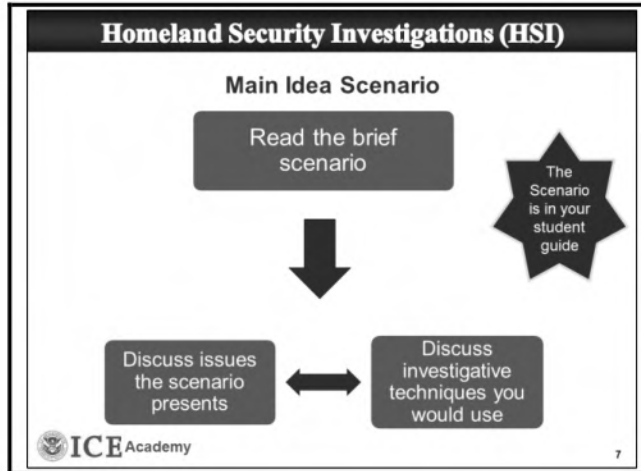 Homeland Security Investigations (HSI)
Main Idea Scenario
Read the brief
scenario
The
Scenario
is in your
student
guide
Discuss issues
the scenario
presents
Discuss
investigative
techniques you
would use
ICE Academy
7